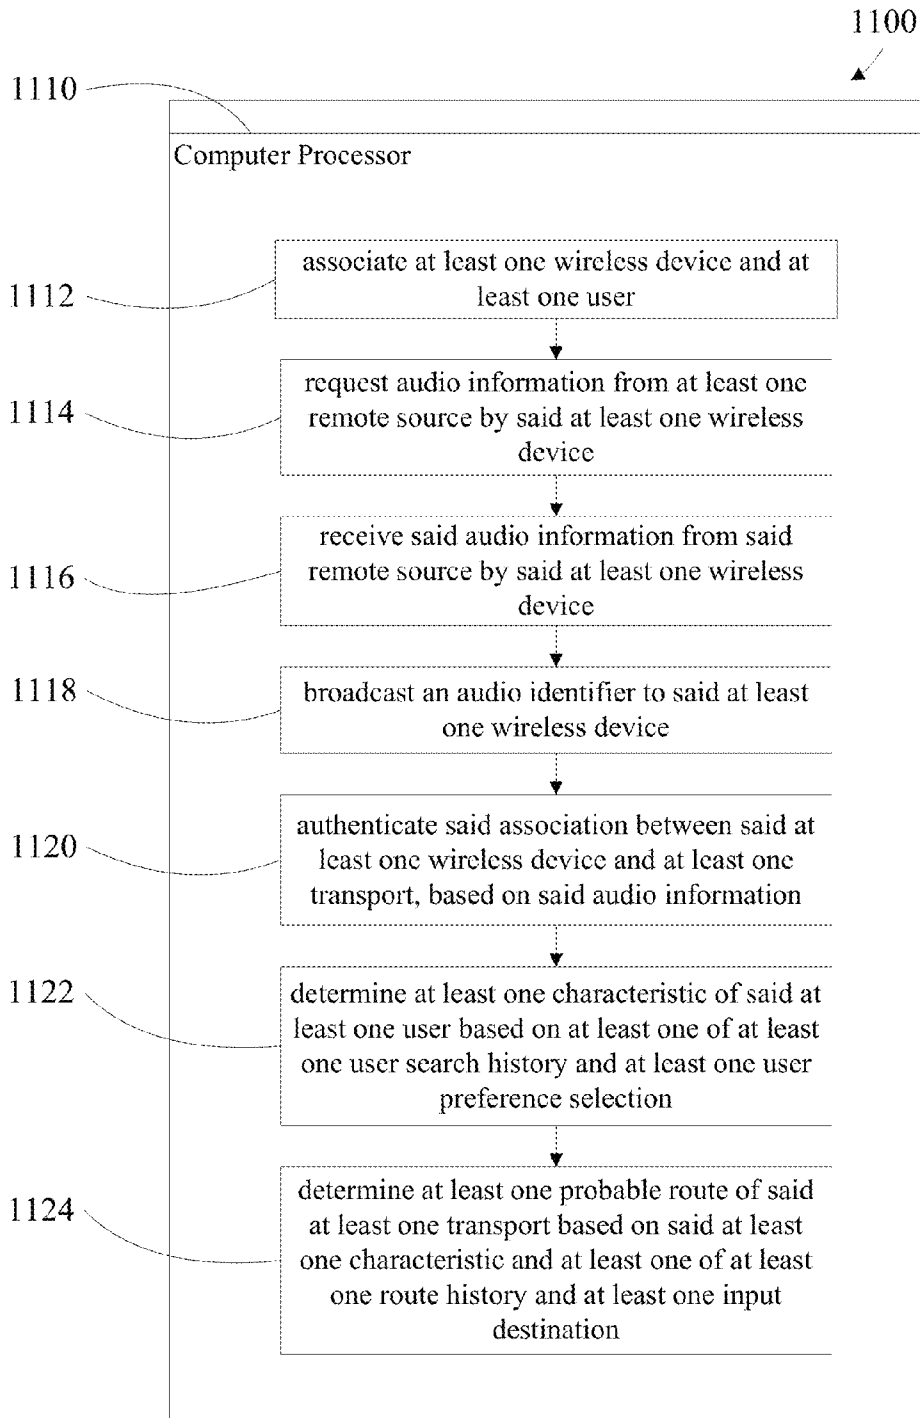 1100
1110
Computer Processor
1112
associate at least one wireless device and at
least one user
1114
request audio information from at least one
remote source by said at least one wireless
device
1116
receive said audio information from said
remote source by said at least one wireless
device
1118
broadcast an audio identifier to said at least
one wireless device
1120
authenticate said association between said at
least one wireless device and at least one
transport, based on said audio information
1122
determine at least one characteristic of said at
least one user based on at least one of at least
one user search history and at least one user
preference selection
1124
determine at least one probable route of said
at least one transport based on said at least
one characteristic and at least one of at least
one route history and at least one input
destination